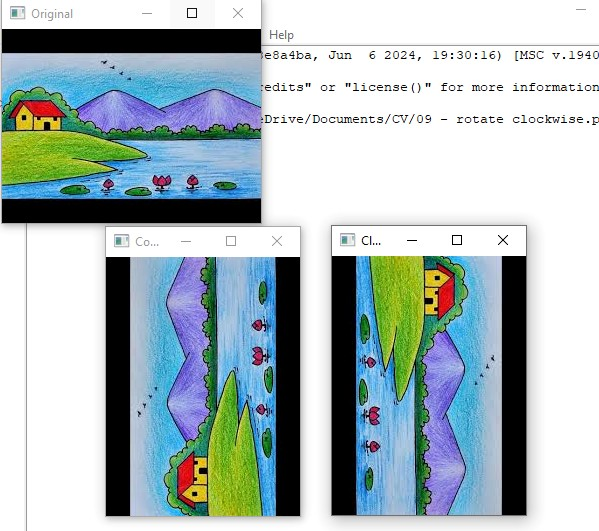 Original
Help
e8a4ba, Jun  6 2024, 19:30:16) [MSC v.1940
redits" or "license()" for more information
eDrive/Documents/CV/09 - rotate clockwise.p
Co...
Cl...